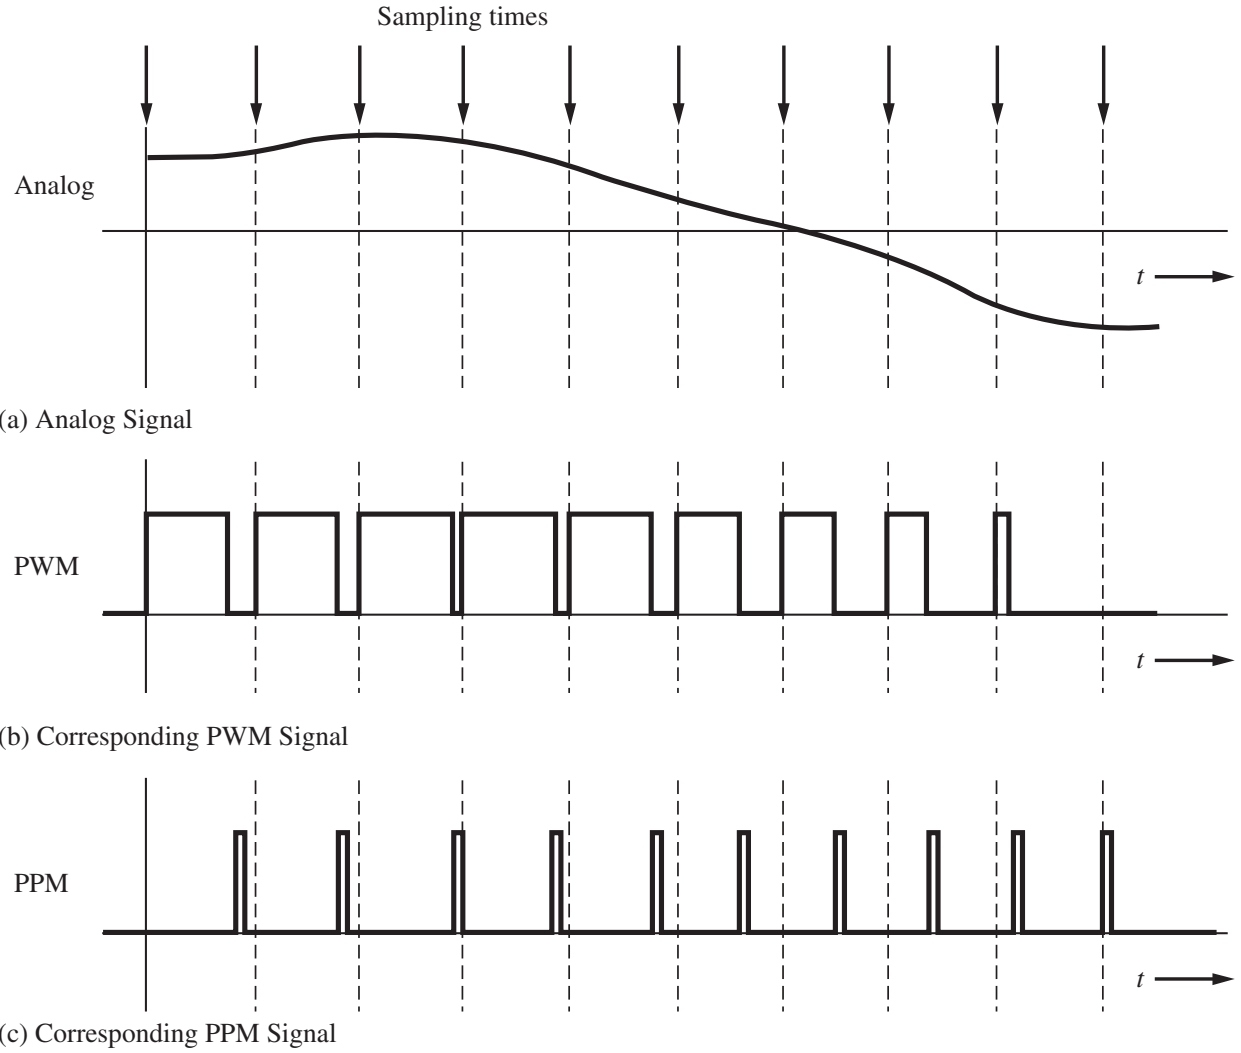 Sampling times
Analog
t
(a) Analog Signal
PWM
t
(b) Corresponding PWM Signal
PPM
t
(c) Corresponding PPM Signal